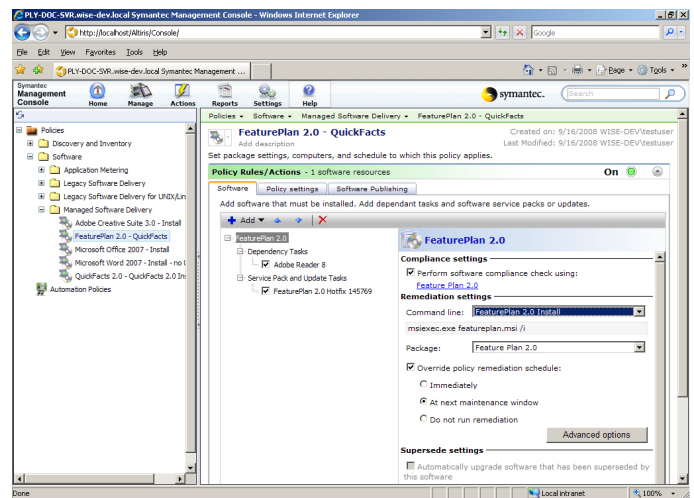 PLY-DOC-SVR.wise-dev.local Symantec Management Console - Windows Internet Explorer
http://localhost/Altiris/Console/
Google
File Edit View Favorites Tools Help
PLY-DOC-SVR.wise-dev.local Symantec Management ...
Page Tools
Symantec
Management
Console
Home Manage Actions Reports Settings Help
symantec.
Search
Policies
Discovery and Inventory
Software
Application Metering
Legacy Software Delivery
Legacy Software Delivery for UNIX/Lin
Managed Software Delivery
Adobe Creative Suite 3.0 - Install
FeaturePlan 2.0 - QuickFacts
Microsoft Office 2007 - Install
Microsoft Word 2007 - Install - no l
QuickFacts 2.0 - QuickFacts 2.0 In
Automation Policies
Policies Software Managed Software Delivery FeaturePlan 2.0 - QuickFacts
FeaturePlan 2.0 - QuickFacts
Add description
Created on: 9/16/2008 WISE-DEV\testuser
Last Modified: 9/16/2008 WISE-DEV\testuser
Set package settings, computers, and schedule to which this policy applies.
Policy Rules/Actions - 1 software resources
On
Software Policy settings Software Publishing
Add software that must be installed. Add dependant tasks and software service packs or updates.
Add
FeaturePlan 2.0
Dependency Tasks
Adobe Reader 8
Service Pack and Update Tasks
FeaturePlan 2.0 Hotfix 145769
FeaturePlan 2.0
Compliance settings
Perform software compliance check using:
Feature Plan 2.0
Remediation settings
Command line: FeaturePlan 2.0 Install
msiexec.exe featureplan.msi /i
Package: Feature Plan 2.0
Override policy remediation schedule:
Immediately
At next maintenance window
Do not run remediation
Advanced options
Supersede settings
Automatically upgrade software that has been superseded by
this software
Done
Local intranet
100%